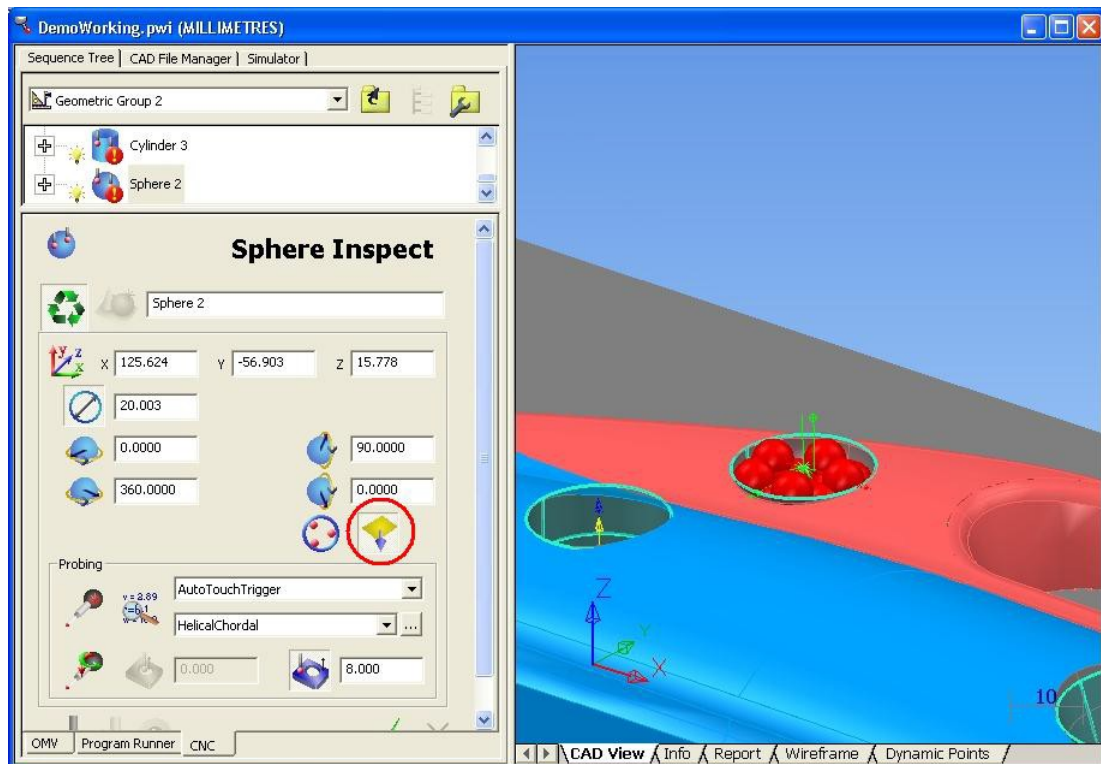 DemoWorking.pwi (MILLIMETRES)
Sequence Tree CAD File Manager Simulator
Geometric Group 2
Cylinder 3
Sphere 2
Sphere Inspect
Sphere 2
X 125.624 Y -56.903 Z 15.778
20.003
0.0000 90.0000
360.0000 0.0000
Probing
AutoTouchTrigger
HelicalChordal ...
0.000 8.000
OMV Program Runner CNC
Z
Y
X
10
CAD View Info Report Wireframe Dynamic Points